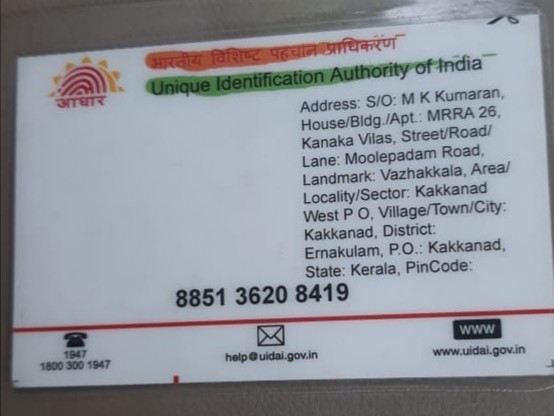 भारतीय विशिष्ट पहचान प्राधिकरण
Unique Identification Authority of India
आधार
Address: S/O: M K Kumaran,
House/Bldg./Apt.: MRRA 26,
Kanaka Vilas, Street/Road/
Lane: Moolepadam Road,
Landmark: Vazhakkala, Area/
Locality/Sector: Kakkanad
West P O, Village/Town/City:
Kakkanad, District:
Ernakulam, P.O.: Kakkanad,
State: Kerala, PinCode:
8851 3620 8419
1947
1800 300 1947
help@uidai.gov.in
WWW
www.uidai.gov.in